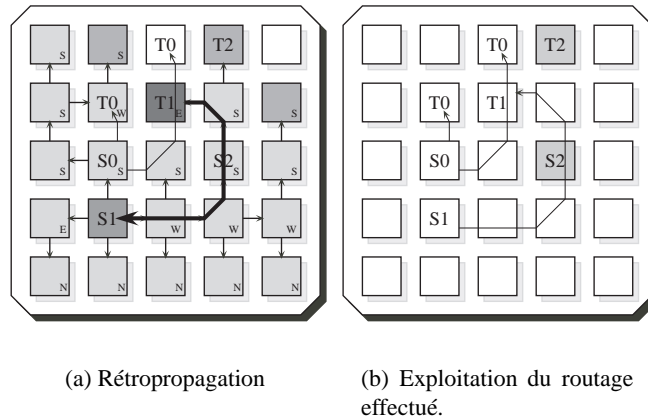 T0 T2 T0 T2
S S
T0 T1 T0 T1
S W E S S
S0 S2 S0 S2
S S S S
S1 S1
E W W W
N N N N N
(a) Rétropropagation
(b) Exploitation du routage
effectué.